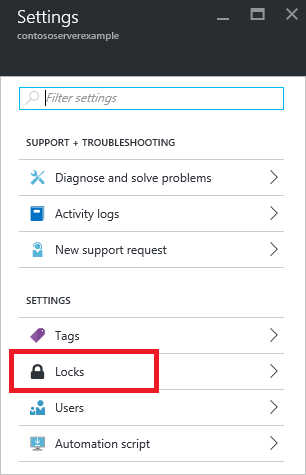 Settings
contososerverexample
Filter settings
SUPPORT + TROUBLESHOOTING
Diagnose and solve problems
Activity logs
New support request
SETTINGS
Tags
Locks
Users
Automation script